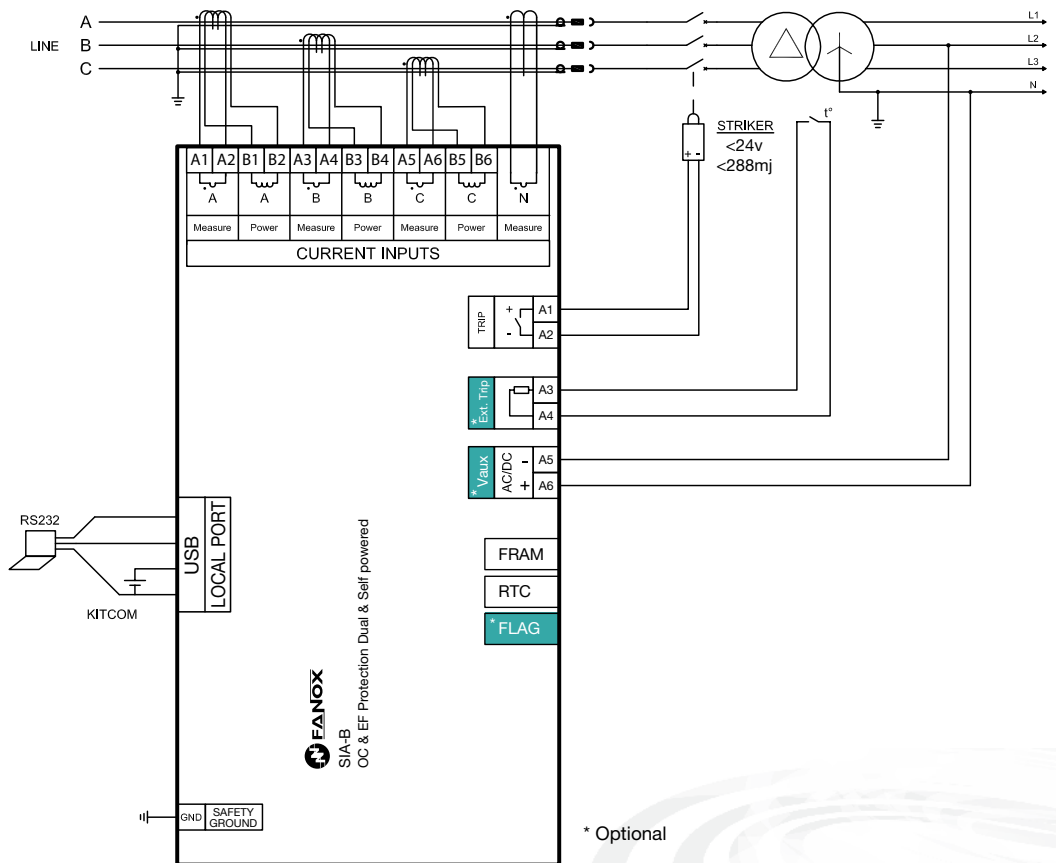 A
LINE B
C
L1
L2
L3
N
t°
STRIKER
<24v
<288mj
+ -
A1 A2 B1 B2 A3 A4 B3 B4 A5 A6 B5 B6
A A B B C C N
Measure Power Measure Power Measure Power Measure
CURRENT INPUTS
TRIP + A1
- A2
* Ext. Trip A3
A4
* Vaux AC/DC - A5
+ A6
RS232
USB
LOCAL PORT
KITCOM
FRAM
RTC
* FLAG
FANOX
SIA-B
OC & EF Protection Dual & Self powered
GND SAFETY
GROUND
* Optional